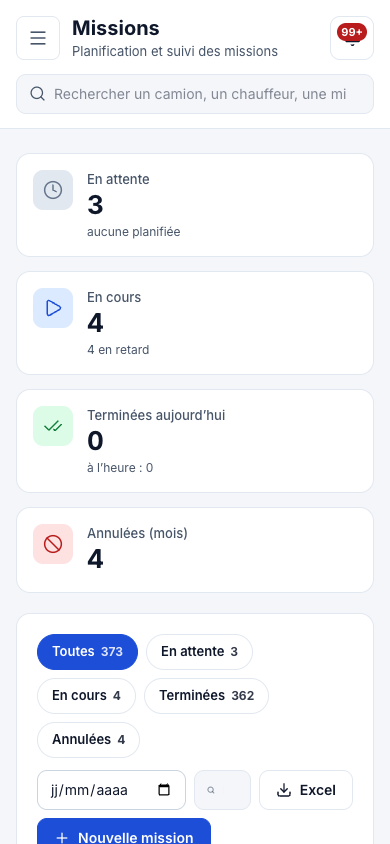 Missions
Planification et suivi des missions
99+
Rechercher un camion, un chauffeur, une mi
En attente
3
aucune planifiée
En cours
4
4 en retard
Terminées aujourd’hui
0
à l’heure : 0
Annulées (mois)
4
Toutes 373
En attente 3
En cours 4
Terminées 362
Annulées 4
jj/mm/aaaa
Excel
Nouvelle mission